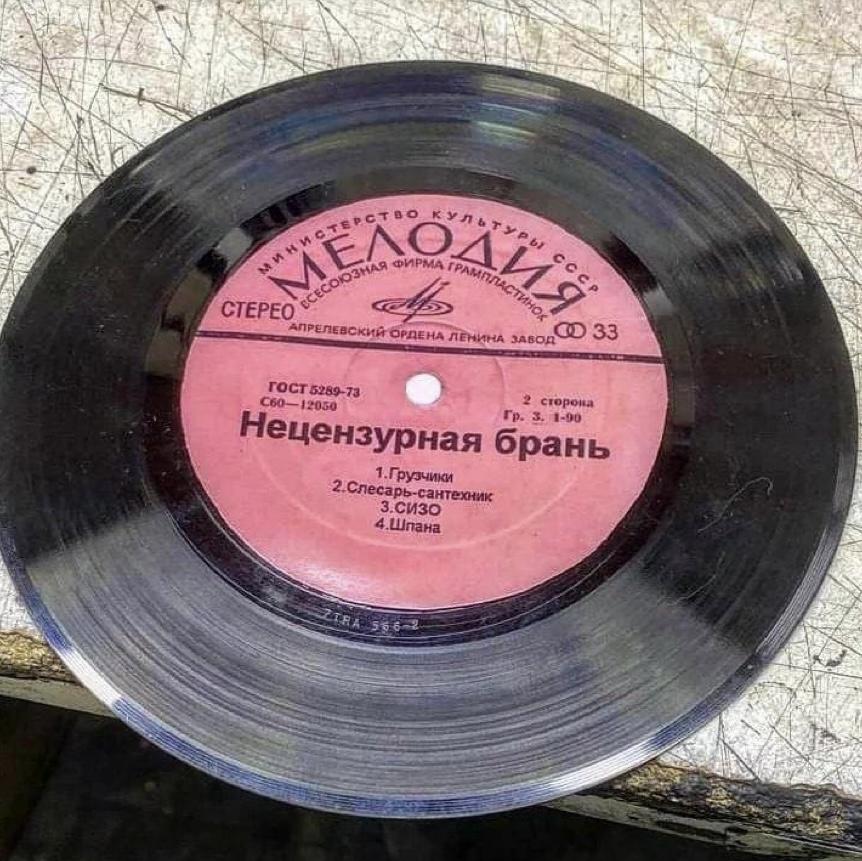 МИНИСТЕРСТВО КУЛЬТУРЫ СССР
МЕЛОДИЯ
ВСЕСОЮЗНАЯ ФИРМА ГРАМПЛАСТИНОК
СТЕРЕО
33
АПРЕЛЕВСКИЙ ОРДЕНА ЛЕНИНА ЗАВОД
ГОСТ 5289-73
С60—12050
2 сторона
Гр. 3. 1-90
Нецензурная брань
1.Грузчики
2.Слесарь-сантехник
3.СИЗО
4.Шпана